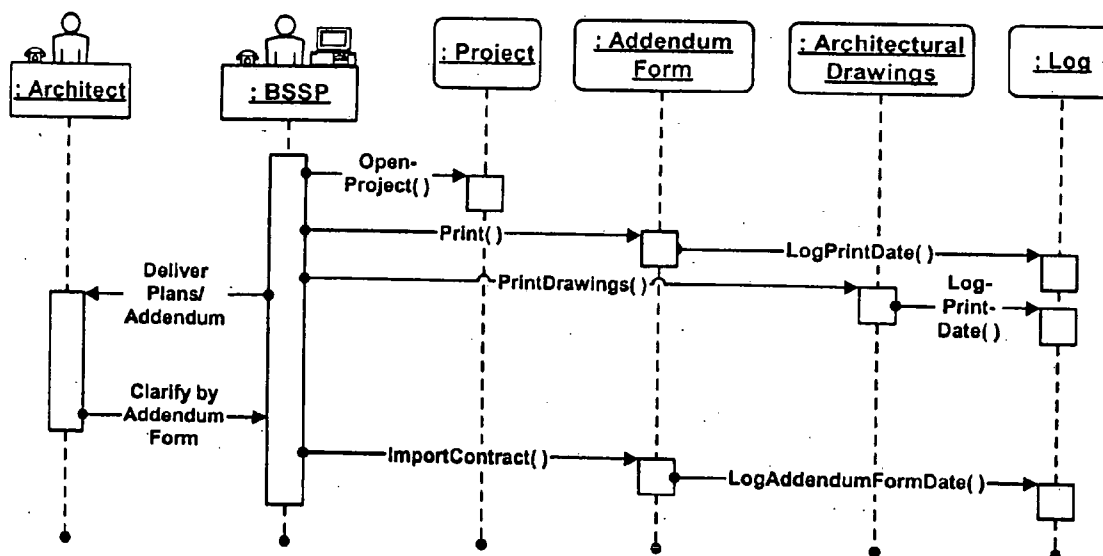 : Architect
: BSSP
: Project
: Addendum
Form
: Architectural
Drawings
: Log
Open-
Project( )
Print( )
LogPrintDate( )
Deliver
Plans/
Addendum
PrintDrawings( )
Log-
Print-
Date( )
Clarify by
Addendum
Form
ImportContract( )
LogAddendumFormDate( )